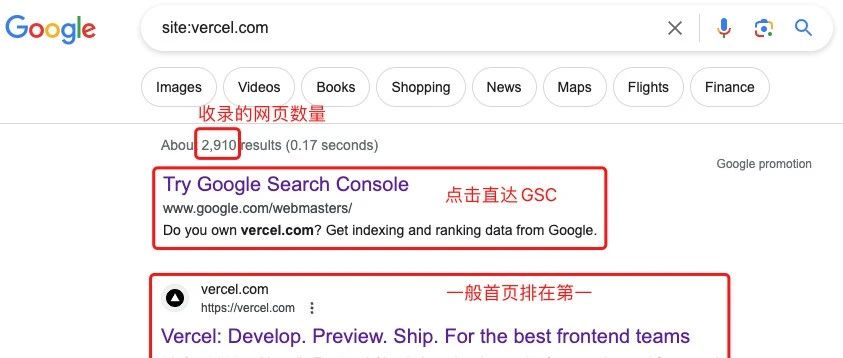 Google
site:vercel.com
Images Videos Books Shopping News Maps Flights Finance
收录的网页数量
About 2,910 results (0.17 seconds)
Google promotion
Try Google Search Console
点击直达 GSC
www.google.com/webmasters/
Do you own vercel.com? Get indexing and ranking data from Google.
vercel.com
一般首页排在第一
https://vercel.com
Vercel: Develop. Preview. Ship. For the best frontend teams